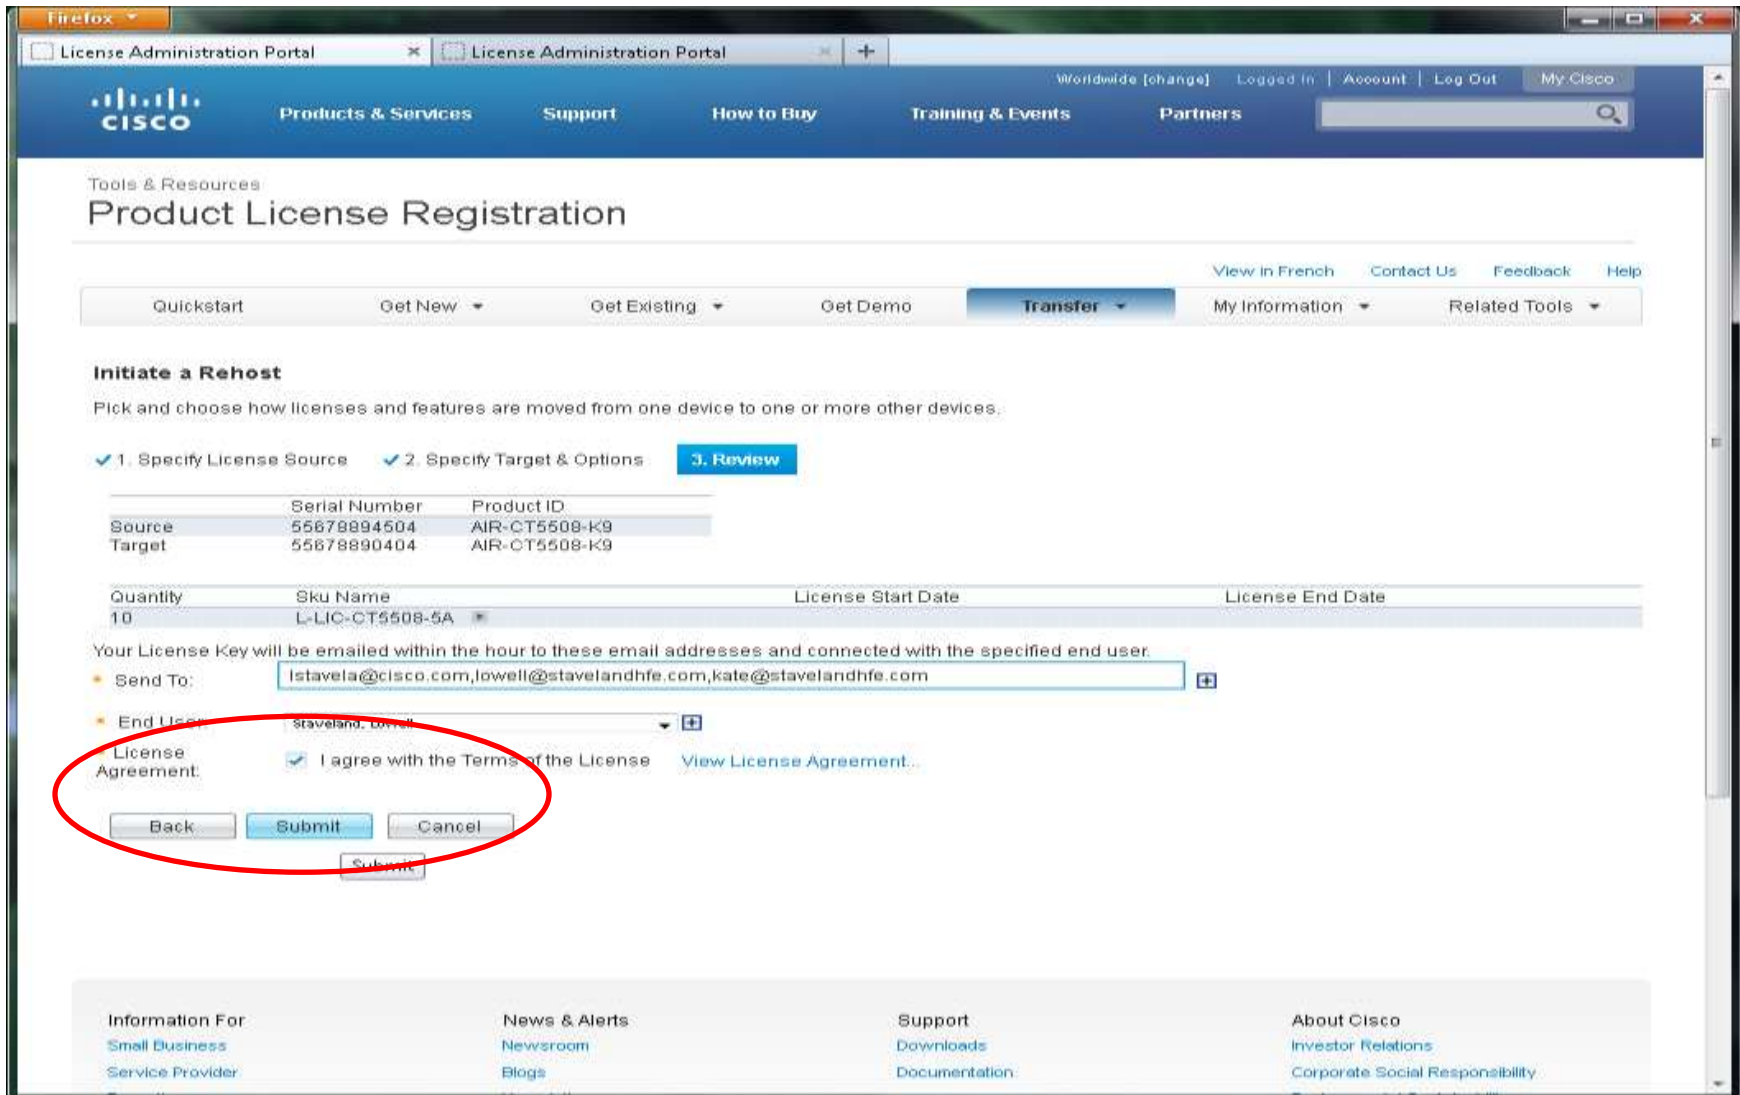 Firefox
License Administration Portal
License Administration Portal
Worldwide [change] Logged In | Account | Log Out My Cisco
CISCO
Products & Services Support How to Buy Training & Events Partners
Tools & Resources
Product License Registration
View in French Contact Us Feedback Help
Quickstart Get New Get Existing Get Demo Transfer My Information Related Tools
Initiate a Rehost
Pick and choose how licenses and features are moved from one device to one or more other devices.
1. Specify License Source 2. Specify Target & Options 3. Review
Serial Number Product ID
Source 55678894504 AIR-CT5508-K9
Target 55678890404 AIR-CT5508-K9
Quantity Sku Name License Start Date License End Date
10 L-LIC-CT5508-5A
Your License Key will be emailed within the hour to these email addresses and connected with the specified end user.
Send To: lstavela@cisco.com,lowell@stavelandhfe.com,kate@stavelandhfe.com
End User: Staveland, Lowell
License
Agreement: I agree with the Terms of the License View License Agreement...
Back Submit Cancel
Submit
Information For News & Alerts Support About Cisco
Small Business Newsroom Downloads Investor Relations
Service Provider Blogs Documentation Corporate Social Responsibility